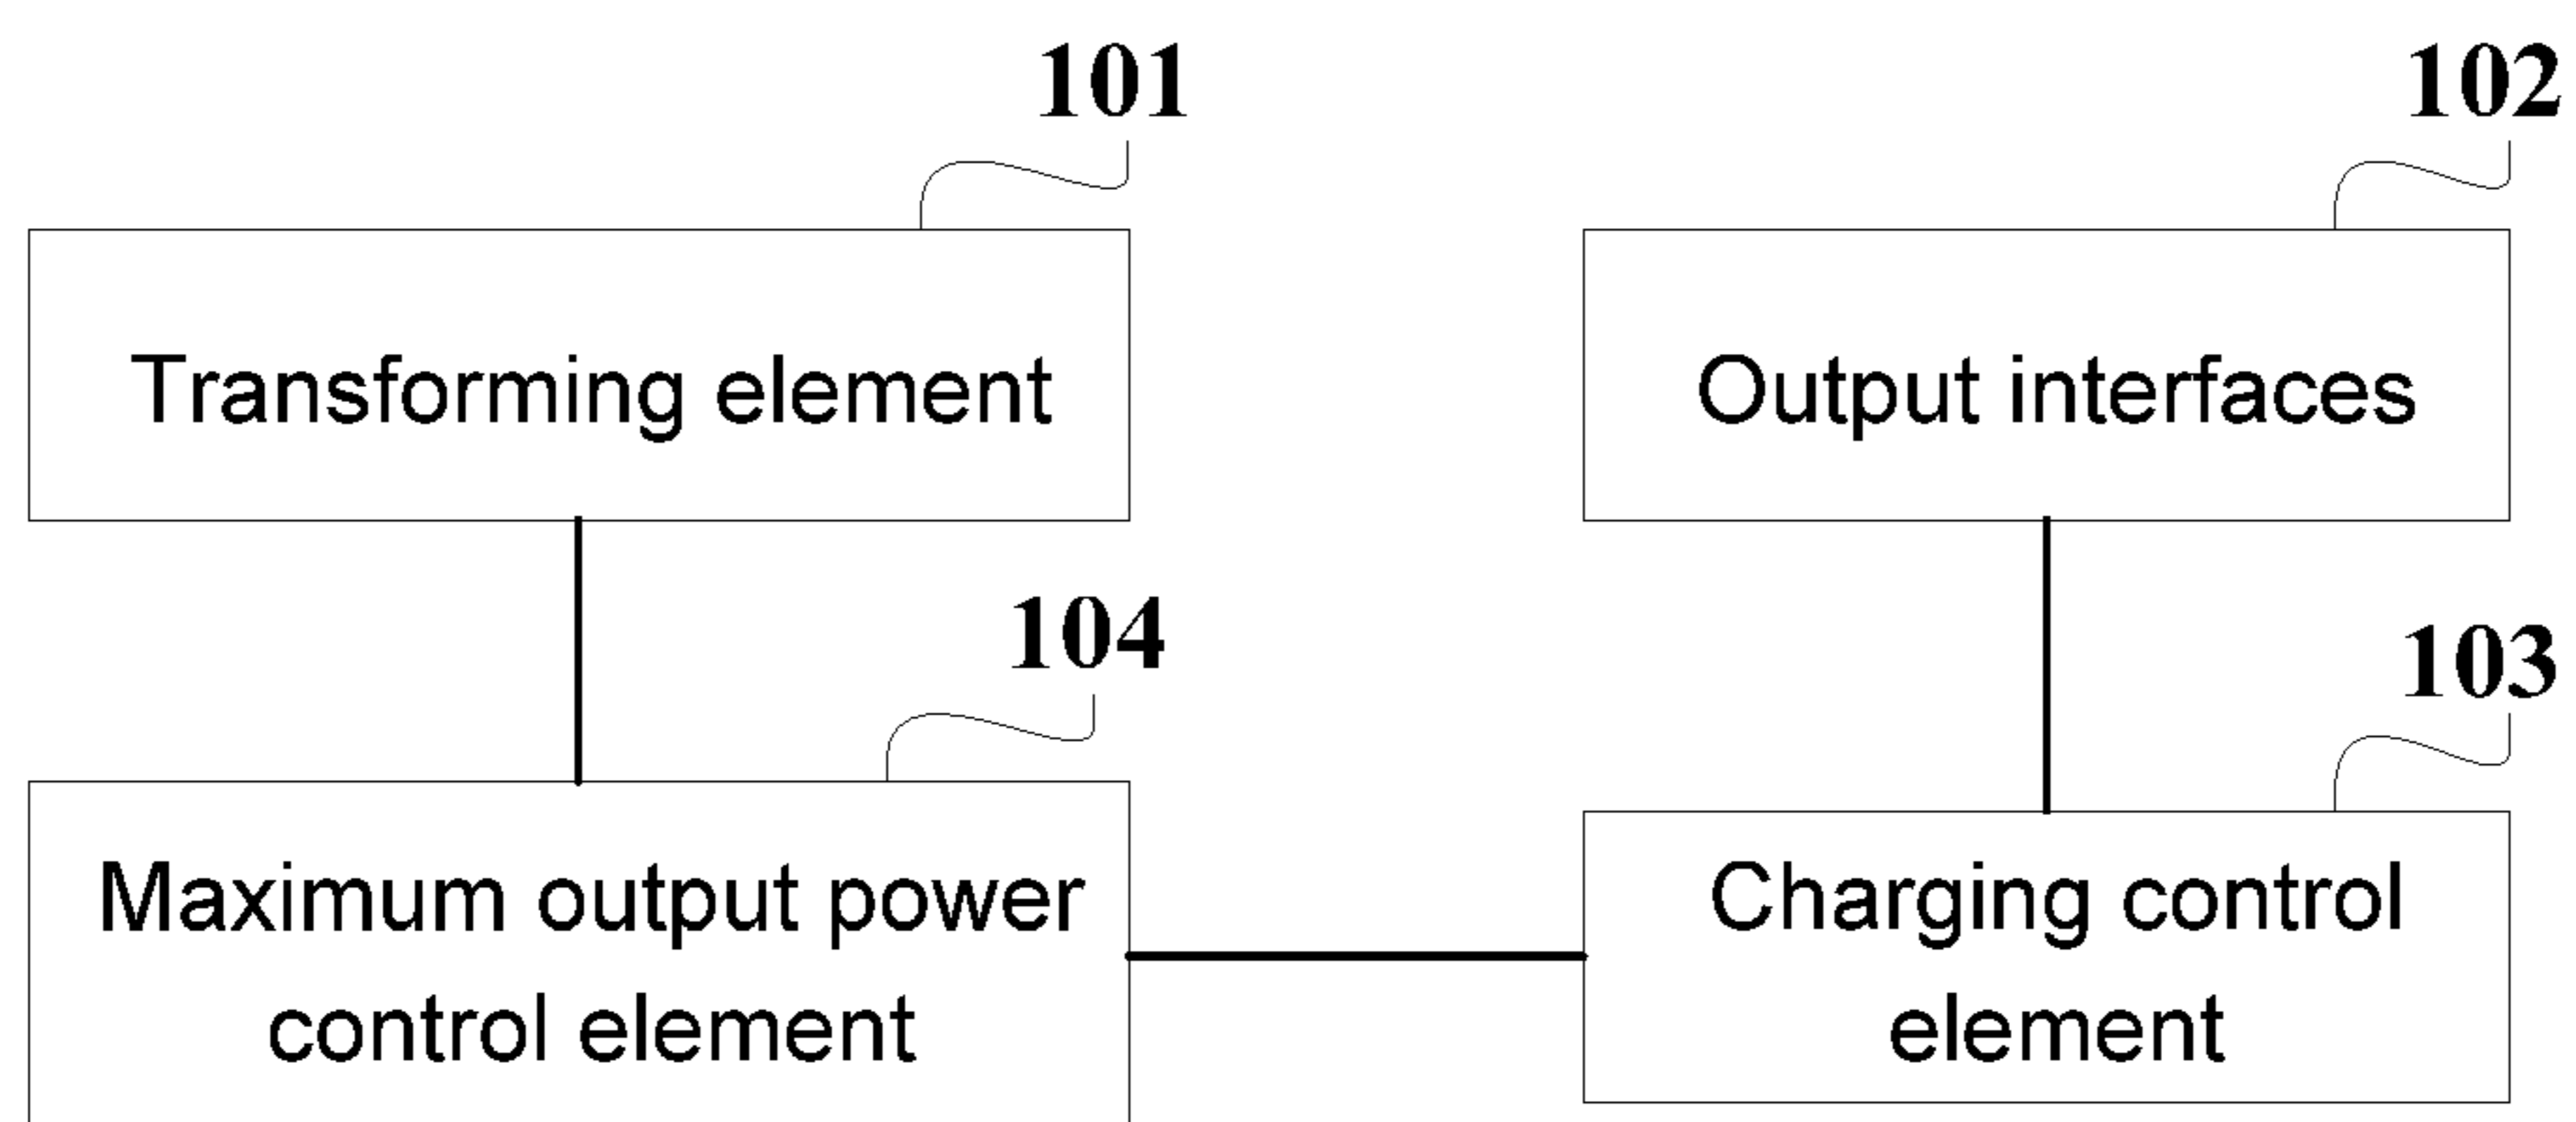 101
102
Transforming element
Output interfaces
104
103
Maximum output power
control element
Charging control
element